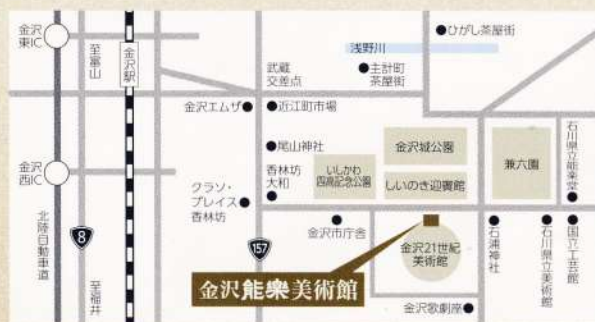 金沢
東IC
至富山
金沢駅
武蔵
交差点
浅野川
ひがし茶屋街
主計町
茶屋街
金沢エムザ
近江町市場
尾山神社
金沢
西IC
香林坊
大和
いしかわ
四高記念公園
金沢城公園
しいのき迎賓館
兼六園
石川県立能楽堂
クラソ・
プレイス
香林坊
北陸自動車道
8
至福井
157
金沢市庁舎
金沢21世紀
美術館
石浦神社
石川県立美術館
国立工芸館
金沢能樂美術館
金沢歌劇座